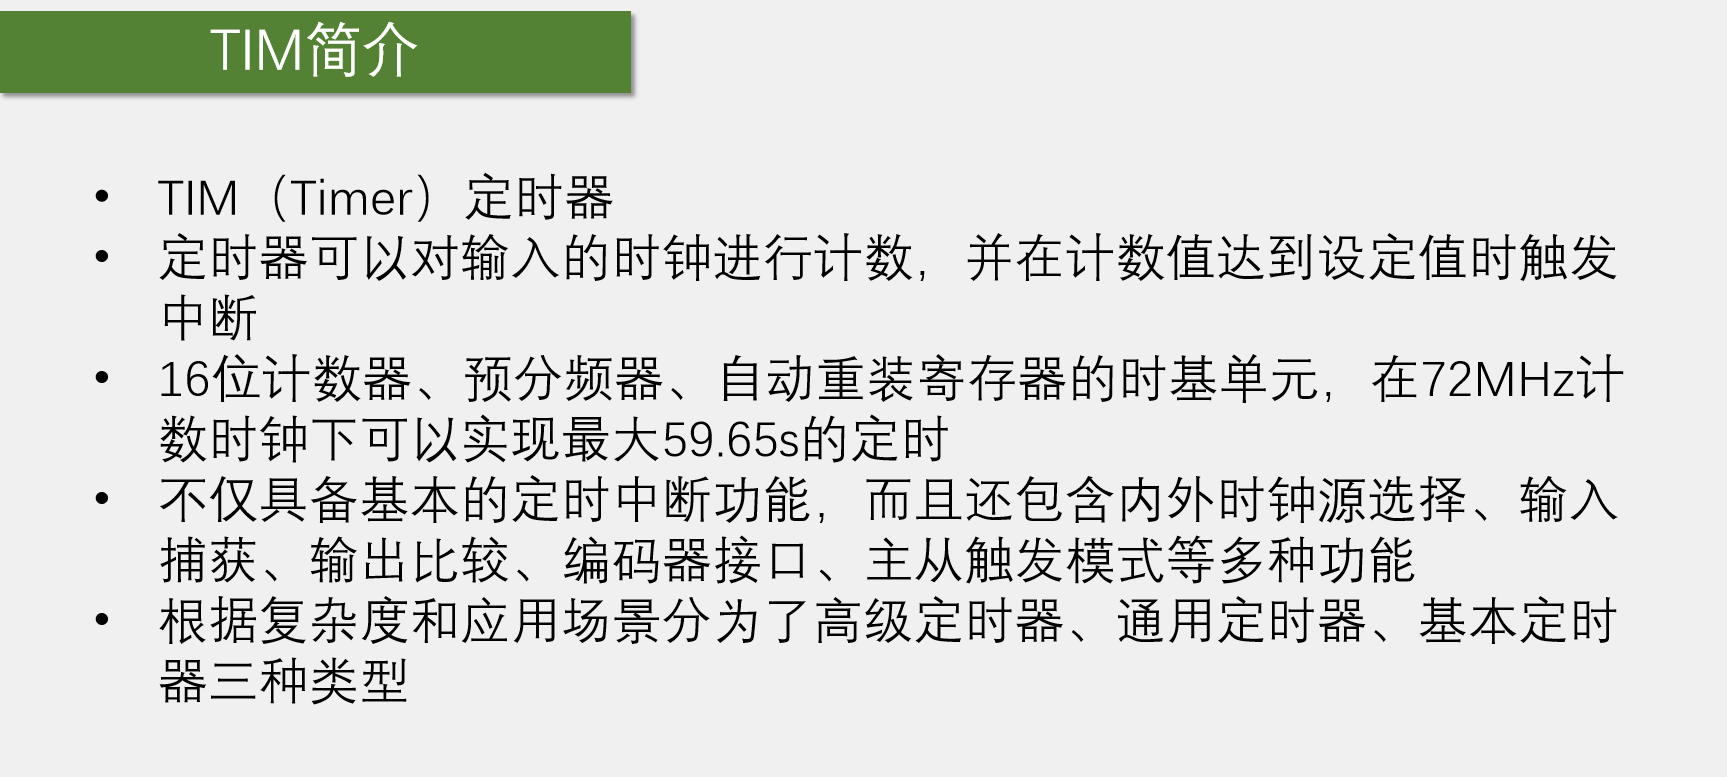 TIM简介
• TIM（Timer）定时器
• 定时器可以对输入的时钟进行计数，并在计数值达到设定值时触发
中断
• 16位计数器、预分频器、自动重装寄存器的时基单元，在72MHz计
数时钟下可以实现最大59.65s的定时
• 不仅具备基本的定时中断功能，而且还包含内外时钟源选择、输入
捕获、输出比较、编码器接口、主从触发模式等多种功能
• 根据复杂度和应用场景分为了高级定时器、通用定时器、基本定时
器三种类型